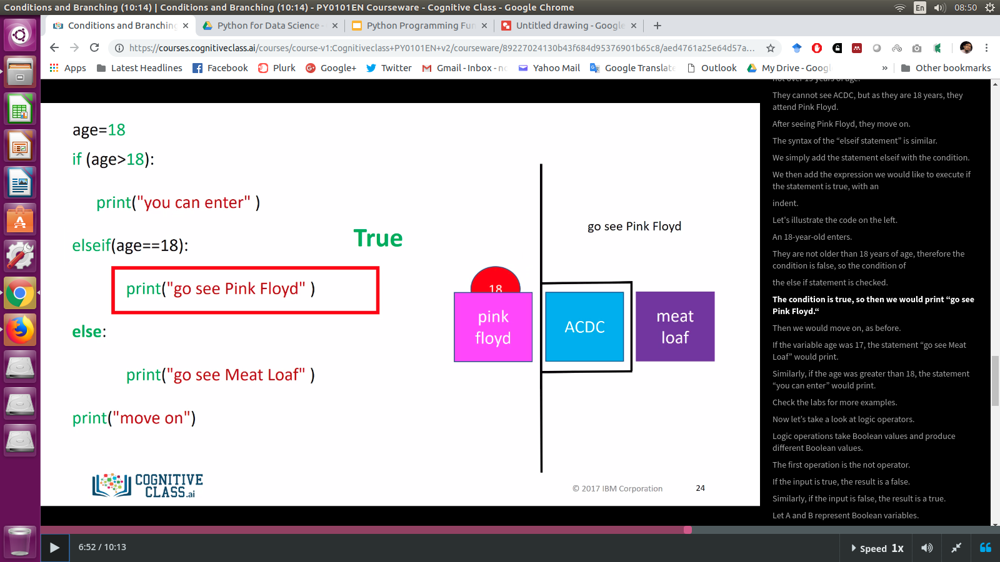 Conditions and Branching (10:14) | Conditions and Branching (10:14) - PY0101EN Courseware - Cognitive Class - Google Chrome
En
08:50
Conditions and Branching
Python for Data Science -
Python Programming Fun
Untitled drawing - Google
https://courses.cognitiveclass.ai/courses/course-v1:Cognitiveclass+PY0101EN+v2/courseware/89227024130b43f684d95376901b65c8/aed4761a25e64d57a...
Apps
Latest Headlines
Facebook
Plurk
Google+
Twitter
Gmail - Inbox - no
Yahoo Mail
Google Translate
Outlook
My Drive - Googl
»
Other bookmarks
age=18
if (age>18):
print("you can enter" )
elseif(age==18):
print("go see Pink Floyd" )
else:
print("go see Meat Loaf" )
print("move on")
True
go see Pink Floyd
18
pink
floyd
ACDC
meat
loaf
COGNITIVE
CLASS.ai
© 2017 IBM Corporation
24
not over 19 years of age.
They cannot see ACDC, but as they are 18 years, they
attend Pink Floyd.
After seeing Pink Floyd, they move on.
The syntax of the “elseif statement” is similar.
We simply add the statement elseif with the condition.
We then add the expression we would like to execute if
the statement is true, with an
indent.
Let's illustrate the code on the left.
An 18-year-old enters.
They are not older than 18 years of age, therefore the
condition is false, so the condition of
the else if statement is checked.
The condition is true, so then we would print “go see
Pink Floyd.“
Then we would move on, as before.
If the variable age was 17, the statement “go see Meat
Loaf” would print.
Similarly, if the age was greater than 18, the statement
“you can enter” would print.
Check the labs for more examples.
Now let’s take a look at logic operators.
Logic operations take Boolean values and produce
different Boolean values.
The first operation is the not operator.
If the input is true, the result is a false.
Similarly, if the input is false, the result is a true.
Let A and B represent Boolean variables.
6:52 / 10:13
Speed 1x